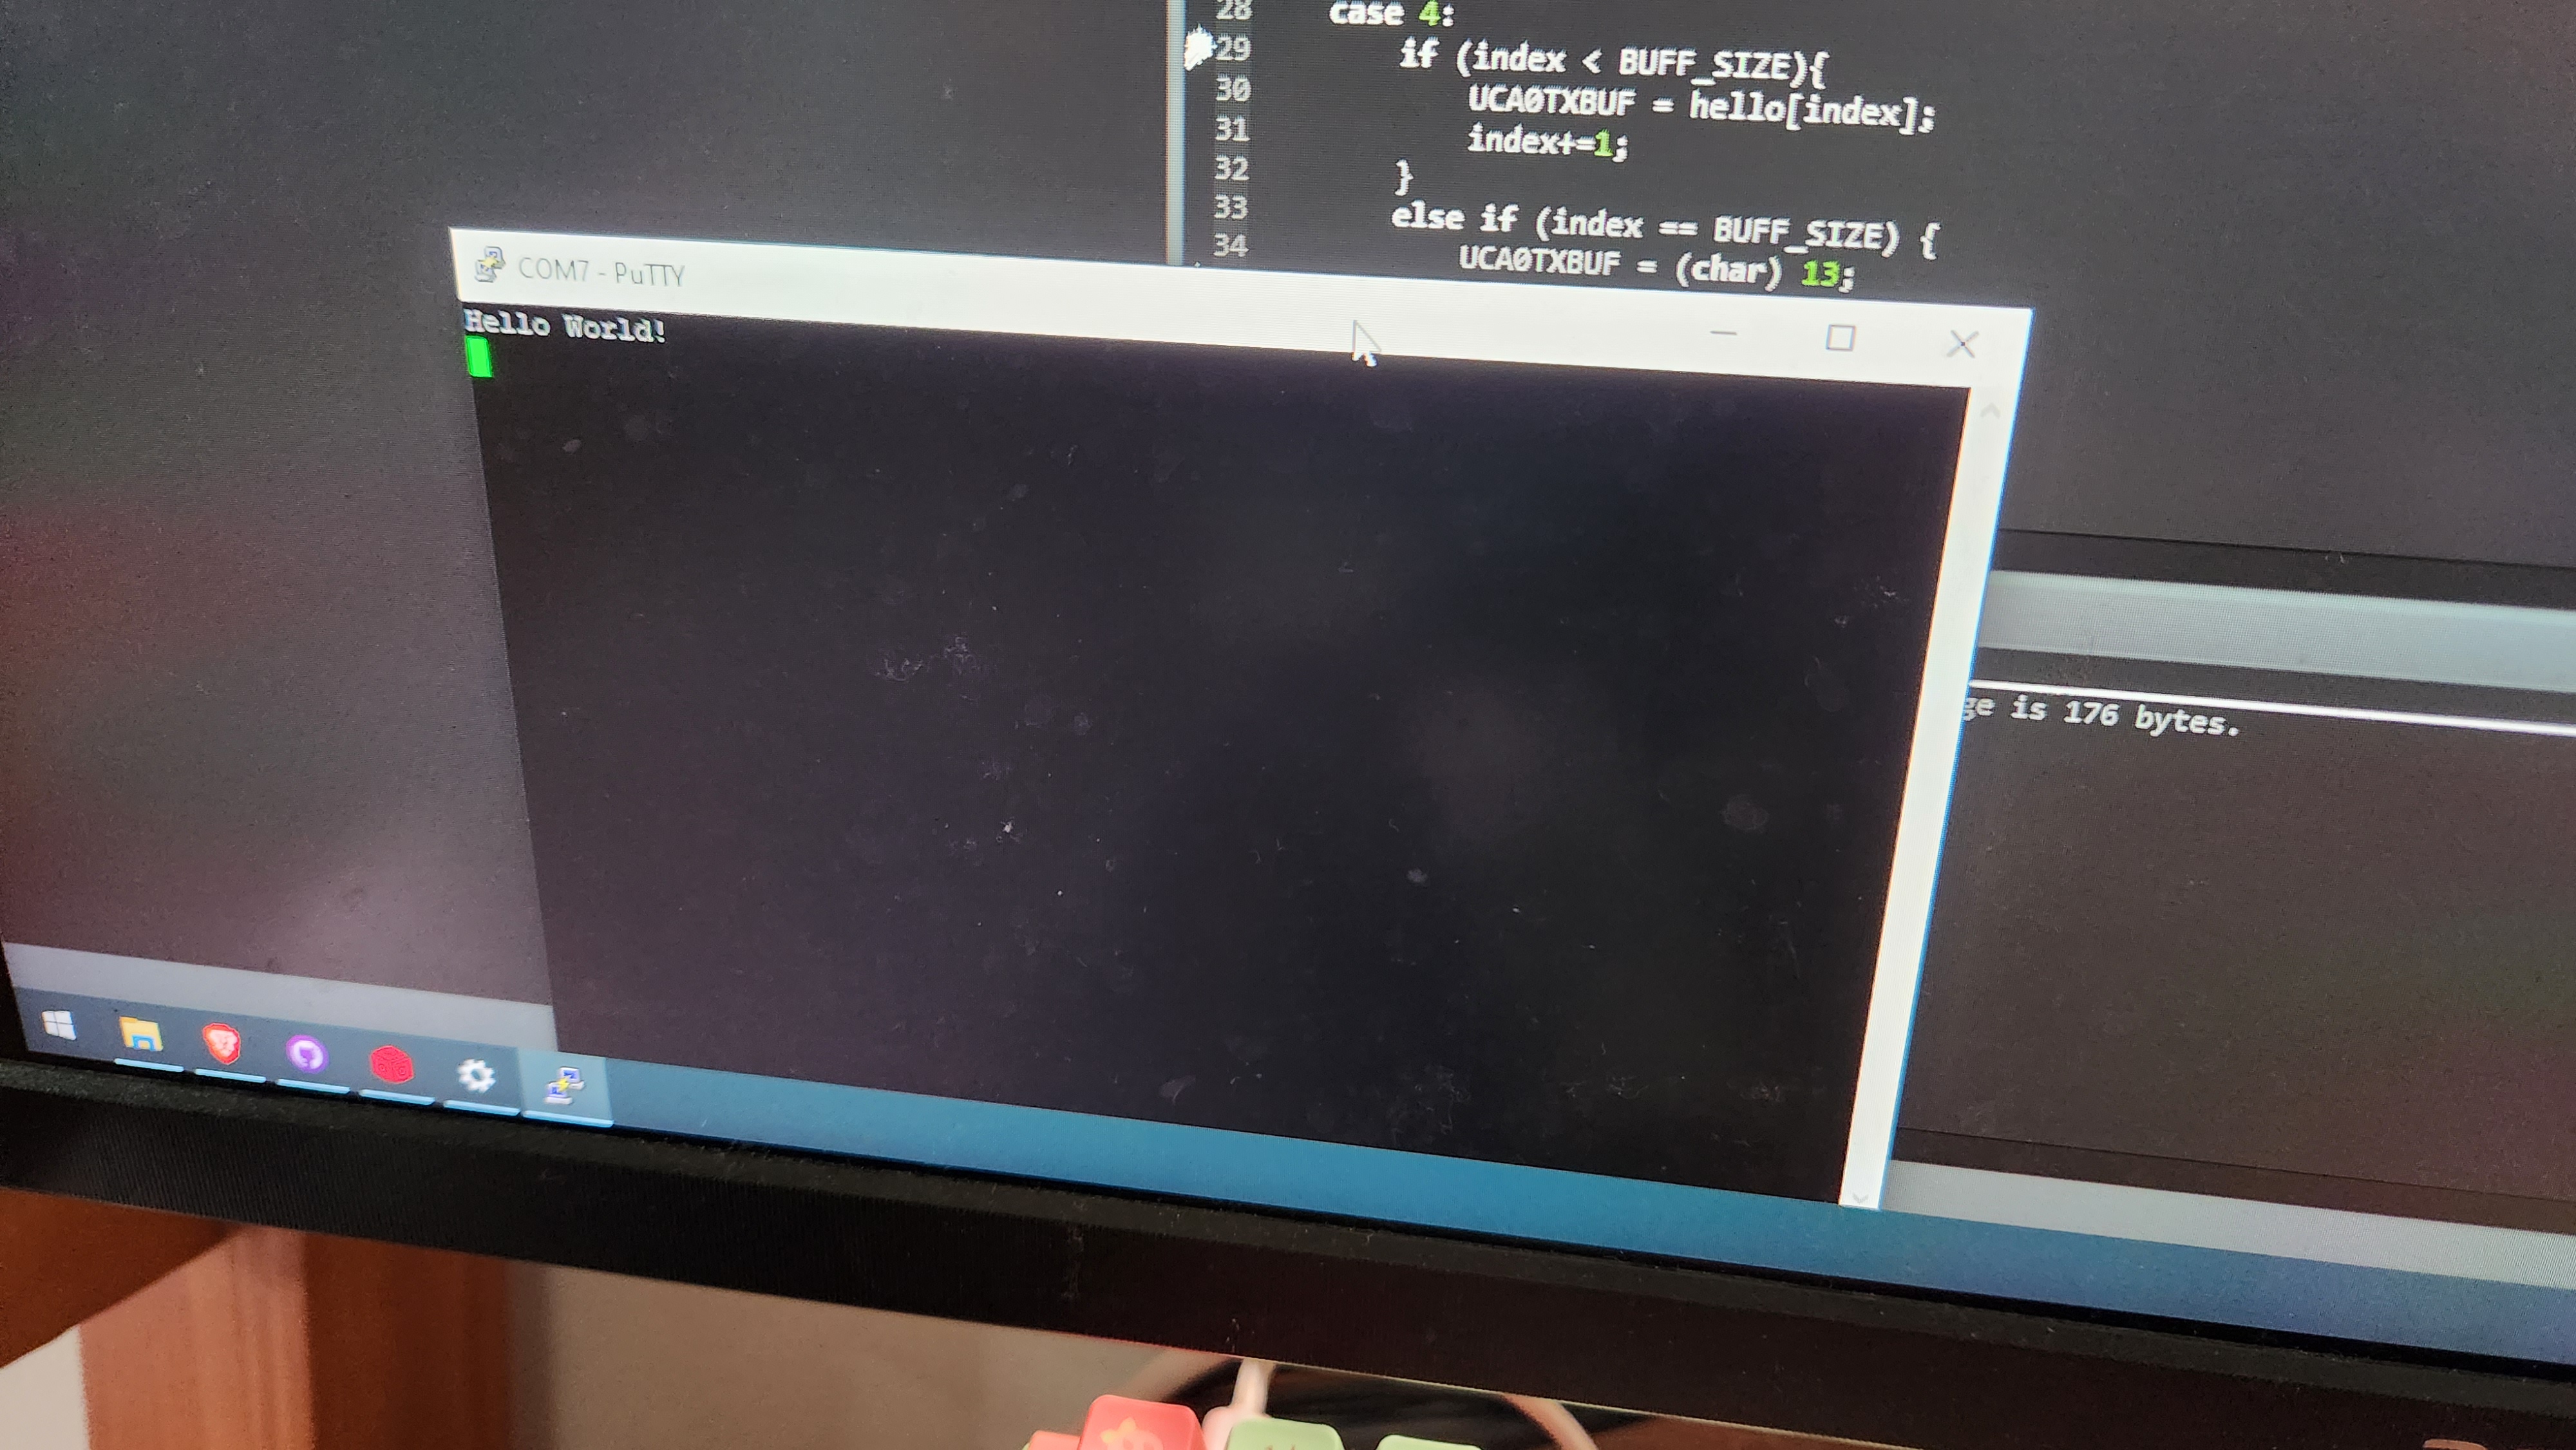 28 case 4:
29 if (index < BUFF_SIZE){
30 UCA0TXBUF = hello[index];
31 index+=1;
32 }
33 else if (index == BUFF_SIZE) {
34 UCA0TXBUF = (char) 13;
COM7 - PuTTY
Hello World!
ge is 176 bytes.